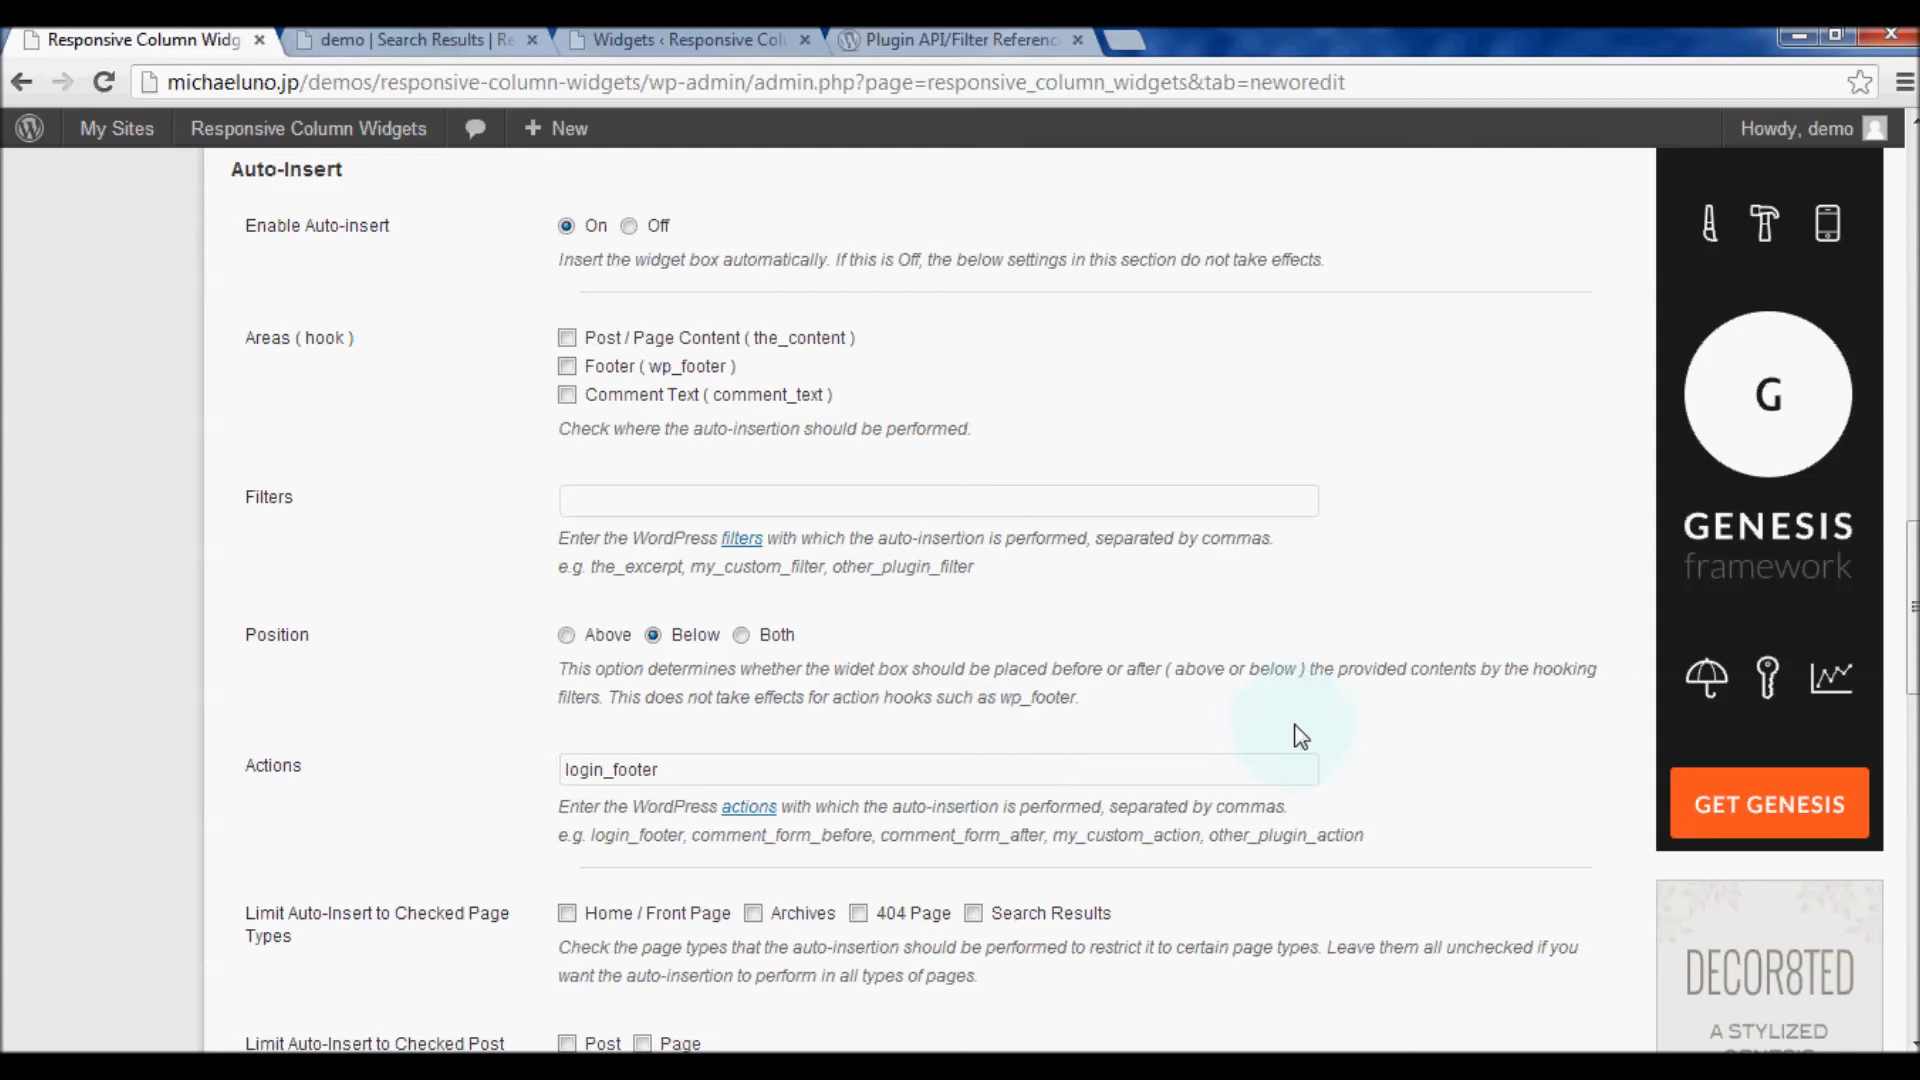 Responsive Column Widg
demo | Search Results | Re
Widgets ‹ Responsive Col
Plugin API/Filter Reference
michaeluno.jp/demos/responsive-column-widgets/wp-admin/admin.php?page=responsive_column_widgets&tab=neworedit
My Sites
Responsive Column Widgets
+ New
Howdy, demo
Auto-Insert
Enable Auto-insert
On Off
Insert the widget box automatically. If this is Off, the below settings in this section do not take effects.
Areas ( hook )
Post / Page Content ( the_content )
Footer ( wp_footer )
Comment Text ( comment_text )
Check where the auto-insertion should be performed.
Filters
Enter the WordPress filters with which the auto-insertion is performed, separated by commas.
e.g. the_excerpt, my_custom_filter, other_plugin_filter
Position
Above Below Both
This option determines whether the widet box should be placed before or after ( above or below ) the provided contents by the hooking
filters. This does not take effects for action hooks such as wp_footer.
Actions
login_footer
Enter the WordPress actions with which the auto-insertion is performed, separated by commas.
e.g. login_footer, comment_form_before, comment_form_after, my_custom_action, other_plugin_action
Limit Auto-Insert to Checked Page
Types
Home / Front Page Archives 404 Page Search Results
Check the page types that the auto-insertion should be performed to restrict it to certain page types. Leave them all unchecked if you
want the auto-insertion to perform in all types of pages.
Limit Auto-Insert to Checked Post
Post Page
G
GENESIS
framework
GET GENESIS
DECOR8TED
A STYLIZED